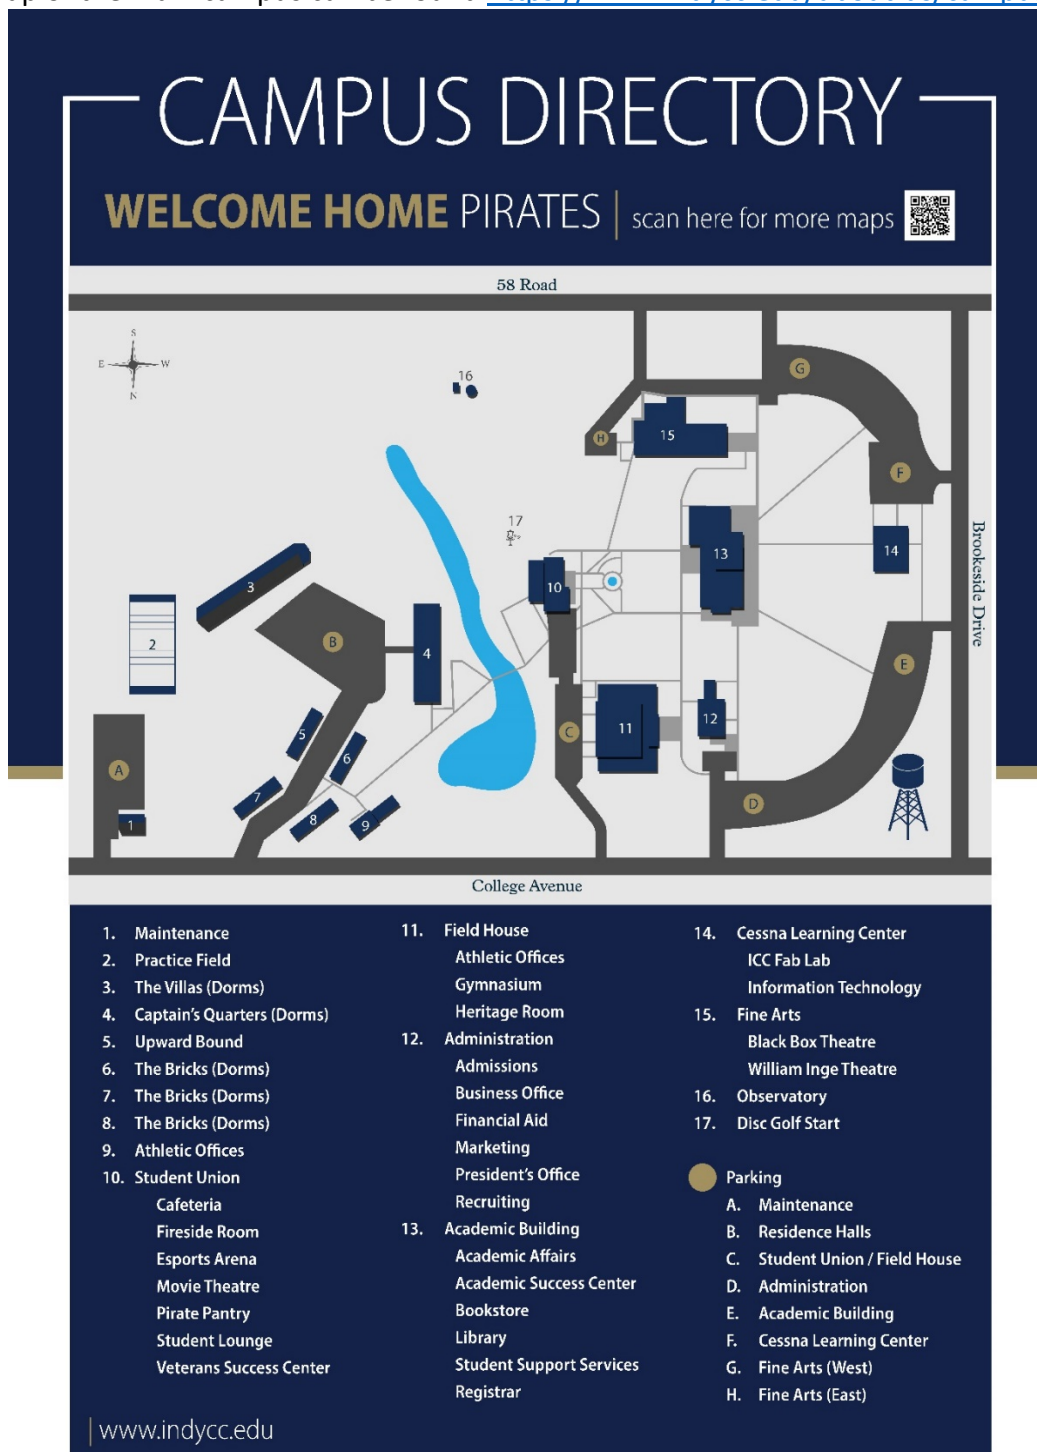 CAMPUS DIRECTORY
WELCOME HOME PIRATES | scan here for more maps
58 Road
S
E W
N
16
G
H
15
F
17
13
14
Brookeside Drive
3
10
2
B
4
E
12
11
5
C
6
A
7
D
8
9
1
College Avenue
1. Maintenance
2. Practice Field
3. The Villas (Dorms)
4. Captain's Quarters (Dorms)
5. Upward Bound
6. The Bricks (Dorms)
7. The Bricks (Dorms)
8. The Bricks (Dorms)
9. Athletic Offices
10. Student Union
Cafeteria
Fireside Room
Esports Arena
Movie Theatre
Pirate Pantry
Student Lounge
Veterans Success Center
11. Field House
Athletic Offices
Gymnasium
Heritage Room
12. Administration
Admissions
Business Office
Financial Aid
Marketing
President's Office
Recruiting
13. Academic Building
Academic Affairs
Academic Success Center
Bookstore
Library
Student Support Services
Registrar
14. Cessna Learning Center
ICC Fab Lab
Information Technology
15. Fine Arts
Black Box Theatre
William Inge Theatre
16. Observatory
17. Disc Golf Start
Parking
A. Maintenance
B. Residence Halls
C. Student Union / Field House
D. Administration
E. Academic Building
F. Cessna Learning Center
G. Fine Arts (West)
H. Fine Arts (East)
| www.indycc.edu